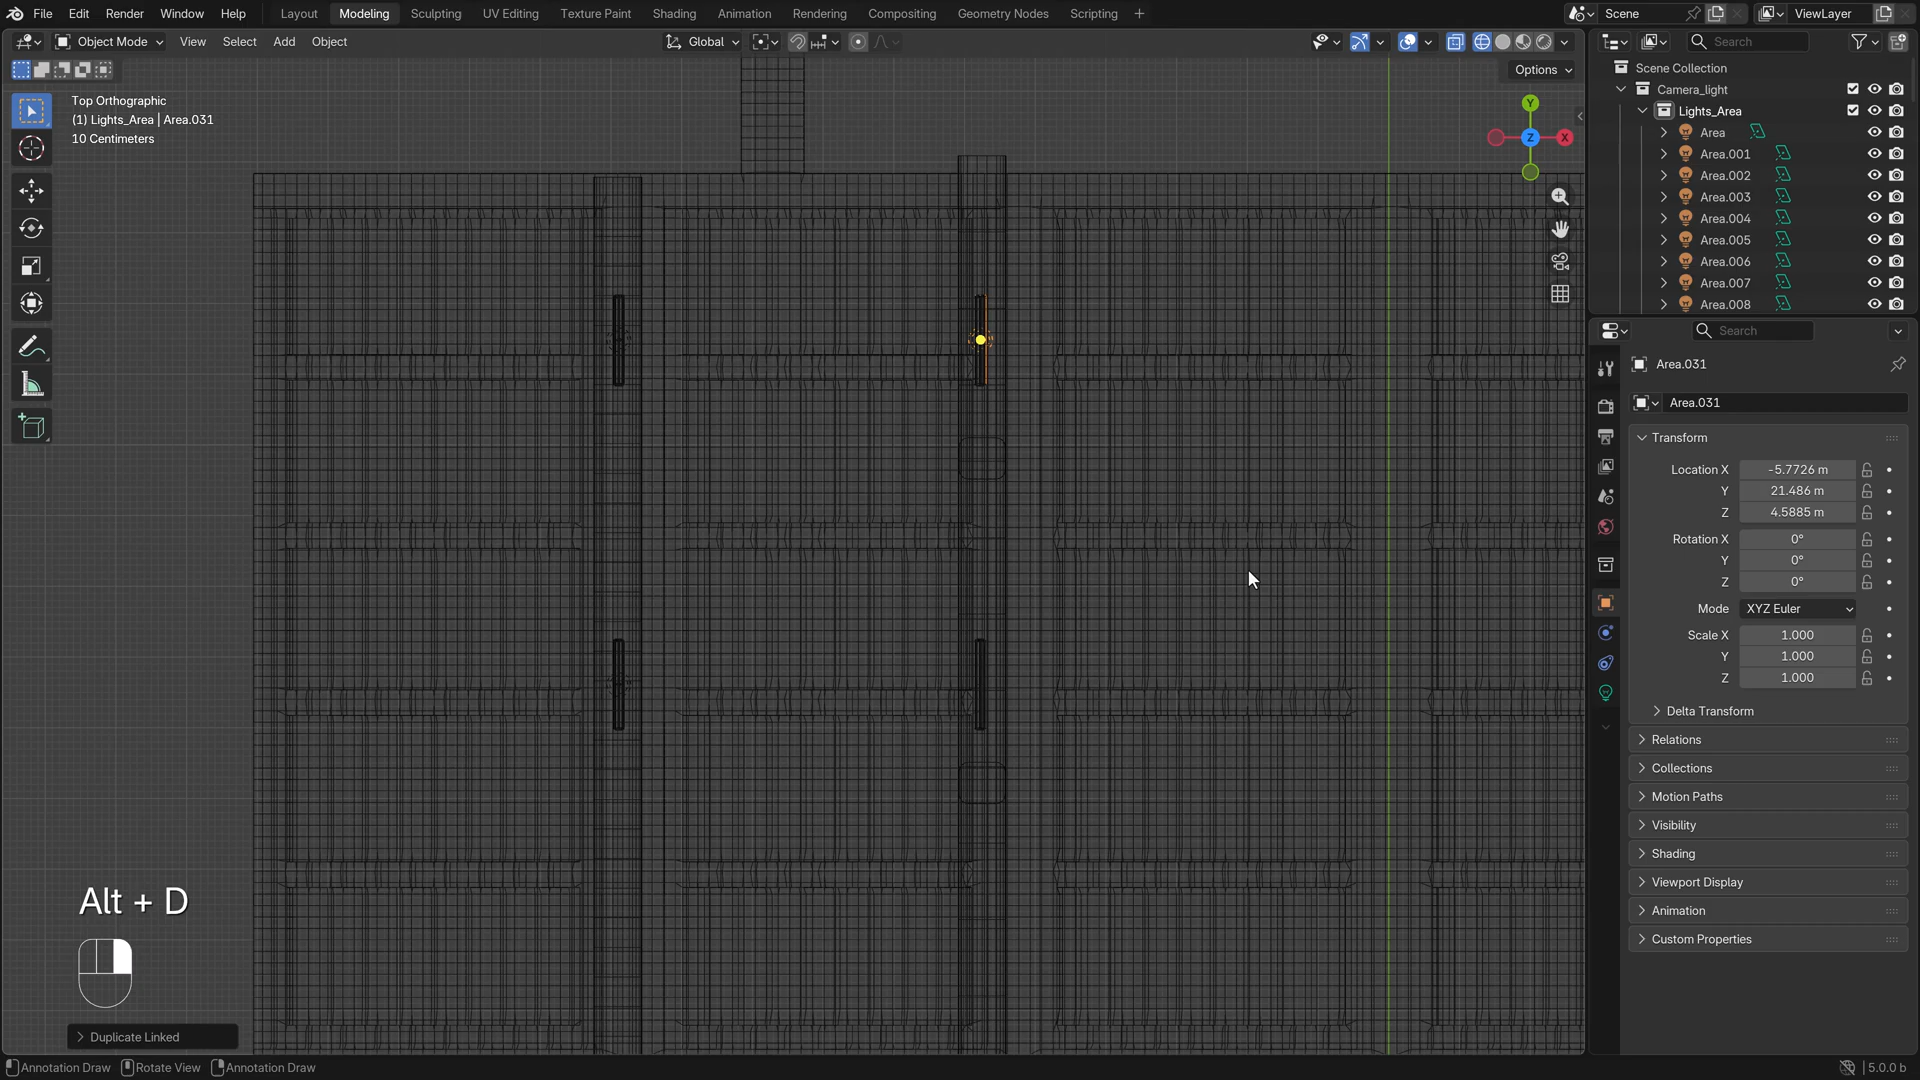 File Edit Render Window Help Layout Modeling Sculpting UV Editing Texture Paint Shading Animation Rendering Compositing Geometry Nodes Scripting + Scene ViewLayer
Object Mode View Select Add Object Global Search
Options
Top Orthographic
(1) Lights_Area | Area.031
10 Centimeters
Y
X
Z
Scene Collection
Camera_light
Lights_Area
Area
Area.001
Area.002
Area.003
Area.004
Area.005
Area.006
Area.007
Area.008
Search
Area.031
Area.031
Transform
Location X -5.7726 m
Y 21.486 m
Z 4.5885 m
Rotation X 0°
Y 0°
Z 0°
Mode XYZ Euler
Scale X 1.000
Y 1.000
Z 1.000
Delta Transform
Relations
Collections
Motion Paths
Visibility
Shading
Viewport Display
Animation
Custom Properties
Alt + D
Duplicate Linked
Annotation Draw Rotate View Annotation Draw 5.0.0 b